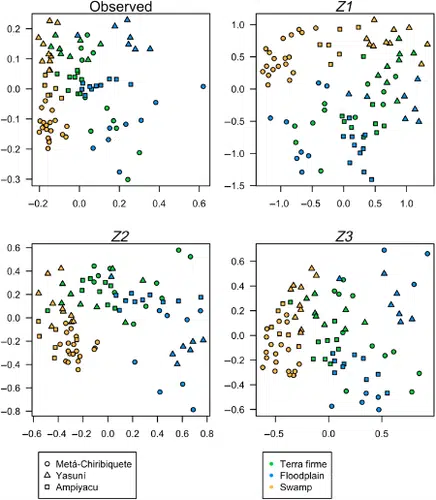 Observed
Z1
0.2
0.1
0.0
−0.1
−0.2
−0.3
−0.2 0.0 0.2 0.4 0.6
1.0
0.5
0.0
−0.5
−1.0
−1.5
−1.0 −0.5 0.0 0.5 1.0
Z2
Z3
0.6
0.4
0.2
0.0
−0.2
−0.4
−0.6
−0.8
−0.6 −0.4 −0.2 0.0 0.2 0.4 0.6 0.8
0.6
0.4
0.2
0.0
−0.2
−0.4
−0.6
−0.5 0.0 0.5
Metá-Chiribiquete
Yasuní
Ampiyacu
Terra firme
Floodplain
Swamp